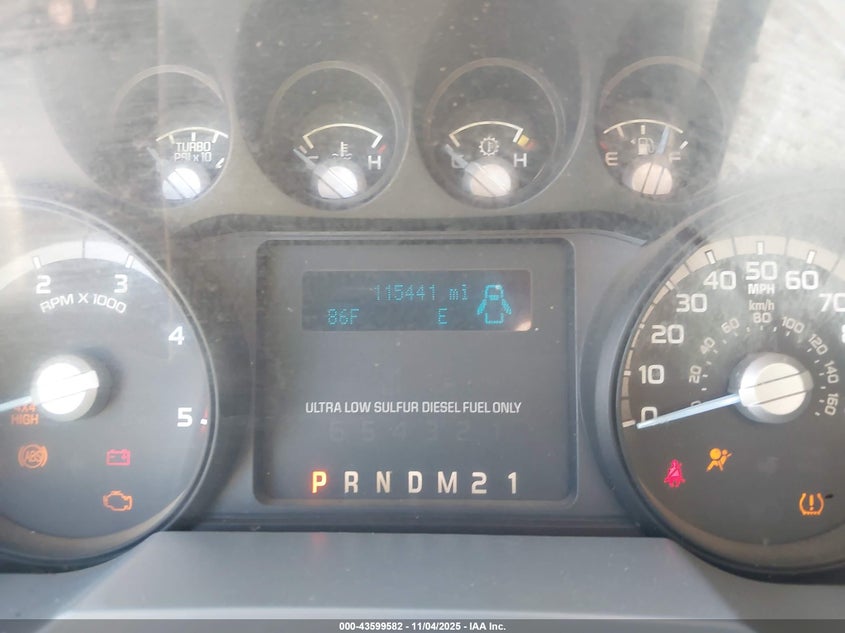 TURBO
PSI x 10
H
C H
E F
2 3
RPM X 1000
4
5
4X4
HIGH
ABS
115441 mi
86F E
ULTRA LOW SULFUR DIESEL FUEL ONLY
P R N D M 2 1
0 10 20 30 40 50 60 70
MPH
km/h
20 40 60 80 100 120 140 160
000-43599582 - 11/04/2025 - IAA Inc.